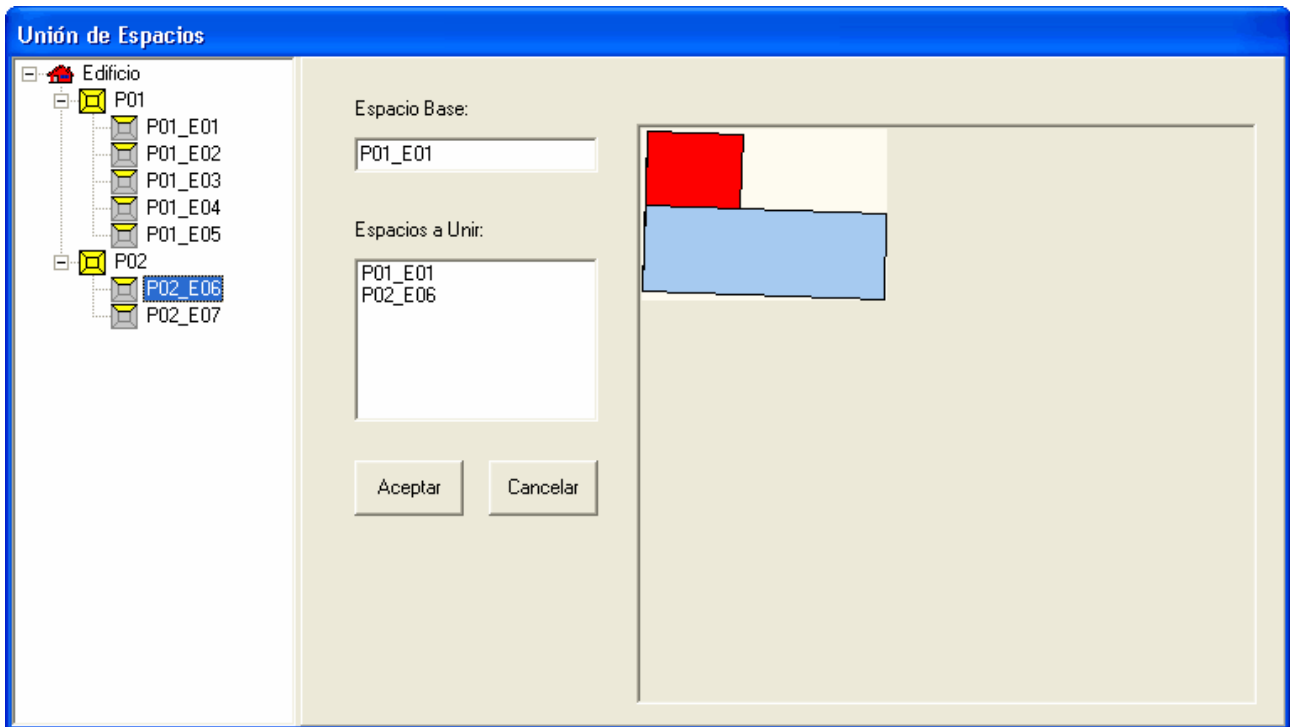 Unión de Espacios
Edificio
P01
P01_E01
P01_E02
P01_E03
P01_E04
P01_E05
P02
P02_E06
P02_E07
Espacio Base:
P01_E01
Espacios a Unir:
P01_E01
P02_E06
Aceptar
Cancelar